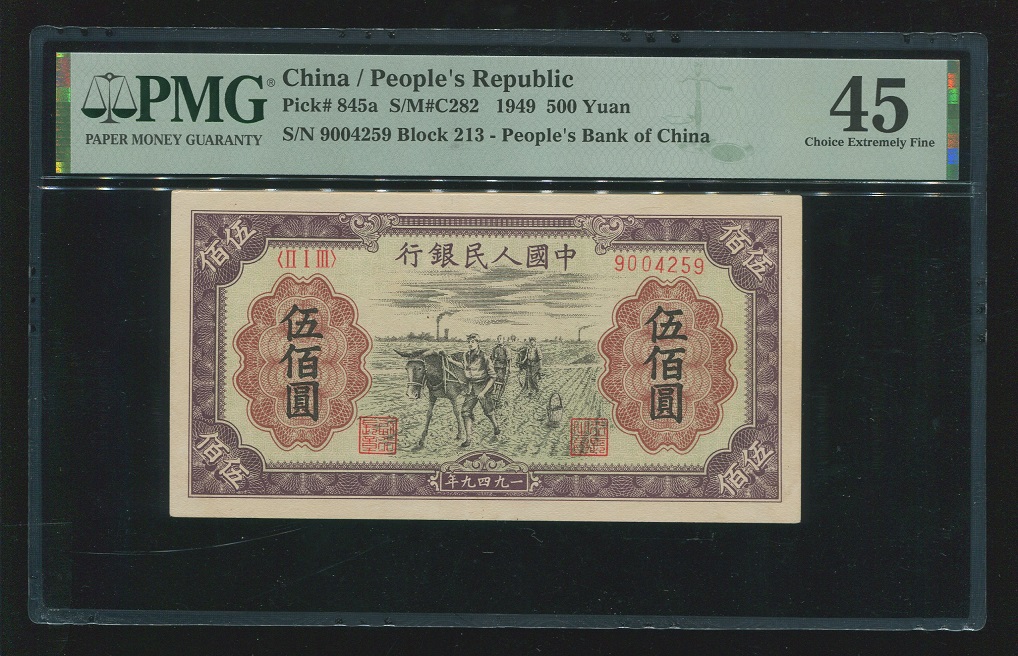 PMG®
PAPER MONEY GUARANTY
China / People's Republic
Pick# 845a S/M#C282 1949 500 Yuan
S/N 9004259 Block 213 - People's Bank of China
45
Choice Extremely Fine
伍佰
行銀民人國中
伍佰
〈II I III〉
9004259
伍佰圓
伍佰圓
伍佰
年九四九一
伍佰